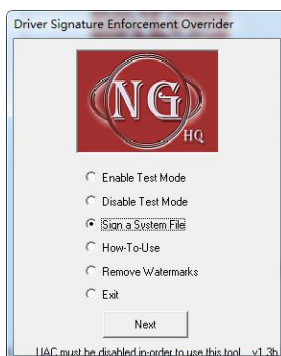 Driver Signature Enforcement Overrider
NG
HQ
Enable Test Mode
Disable Test Mode
Sign a System File
How-To-Use
Remove Watermarks
Exit
Next
UAC must be disabled in-order to use this tool v1.3b